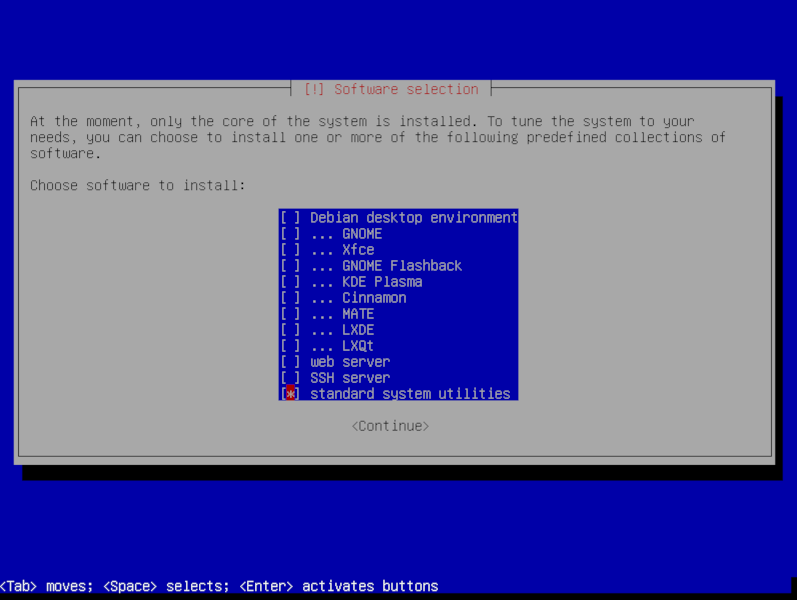 [!] Software selection
At the moment, only the core of the system is installed. To tune the system to your
needs, you can choose to install one or more of the following predefined collections of
software.
Choose software to install:
[ ] Debian desktop environment
[ ] ... GNOME
[ ] ... Xfce
[ ] ... GNOME Flashback
[ ] ... KDE Plasma
[ ] ... Cinnamon
[ ] ... MATE
[ ] ... LXDE
[ ] ... LXQt
[ ] web server
[ ] SSH server
[*] standard system utilities
<Continue>
<Tab> moves; <Space> selects; <Enter> activates buttons